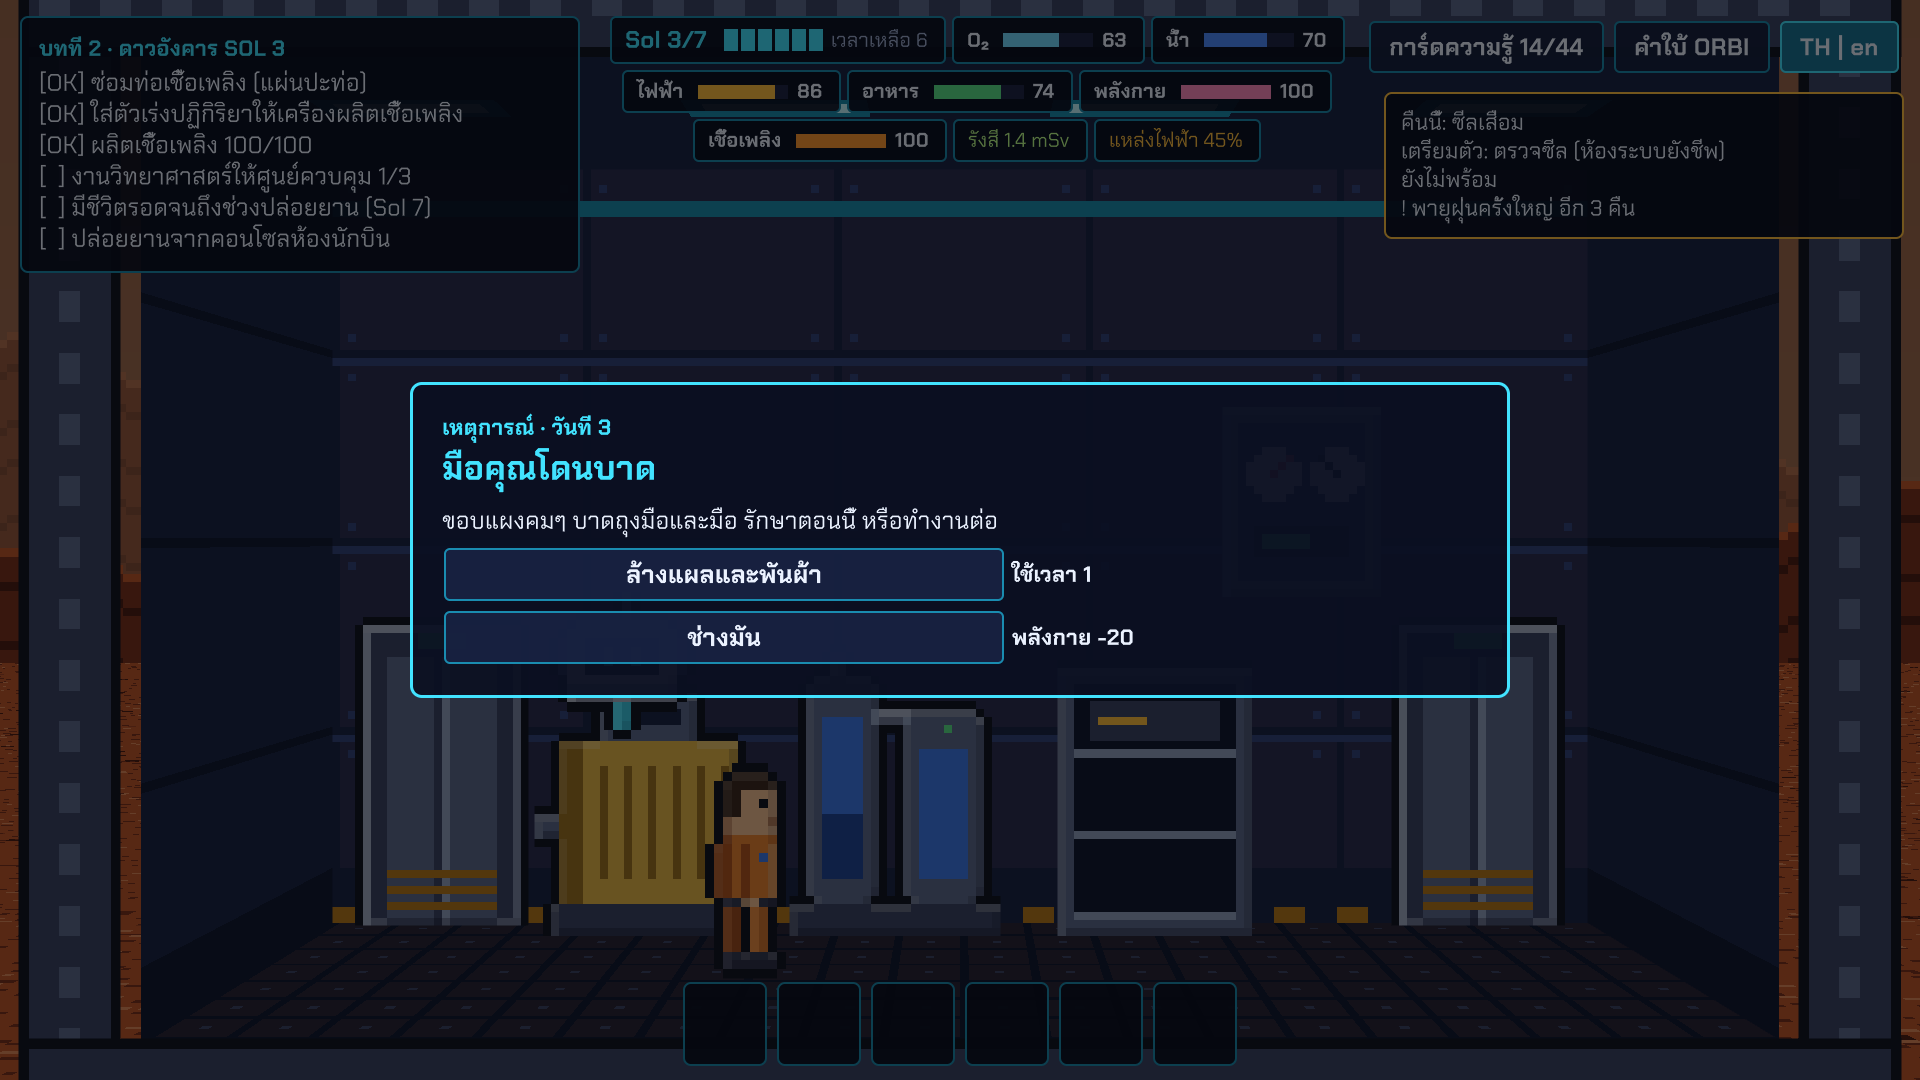 บทที่ 2 · ดาวอังคาร SOL 3
[OK] ซ่อมท่อเชื้อเพลิง (แผ่นปะท่อ)
[OK] ใส่ตัวเร่งปฏิกิริยาให้เครื่องผลิตเชื้อเพลิง
[OK] ผลิตเชื้อเพลิง 100/100
[ ] งานวิทยาศาสตร์ให้ศูนย์ควบคุม 1/3
[ ] มีชีวิตรอดจนถึงช่วงปล่อยยาน (Sol 7)
[ ] ปล่อยยานจากคอนโซลห้องนักบิน
Sol 3/7 เวลาเหลือ 6
O₂ 63
น้ำ 70
ไฟฟ้า 86
อาหาร 74
พลังกาย 100
เชื้อเพลิง 100
รังสี 1.4 mSv
แหล่งไฟฟ้า 45%
การ์ดความรู้ 14/44
คำใบ้ ORBI
TH | en
คืนนี้: ซีลเสื่อม
เตรียมตัว: ตรวจซีล (ห้องระบบยังชีพ)
ยังไม่พร้อม
! พายุฝุ่นครั้งใหญ่ อีก 3 คืน
เหตุการณ์ · วันที่ 3
มือคุณโดนบาด
ขอบแผงคมๆ บาดถุงมือและมือ รักษาตอนนี้ หรือทำงานต่อ
ล้างแผลและพันผ้า ใช้เวลา 1
ช่างมัน พลังกาย -20